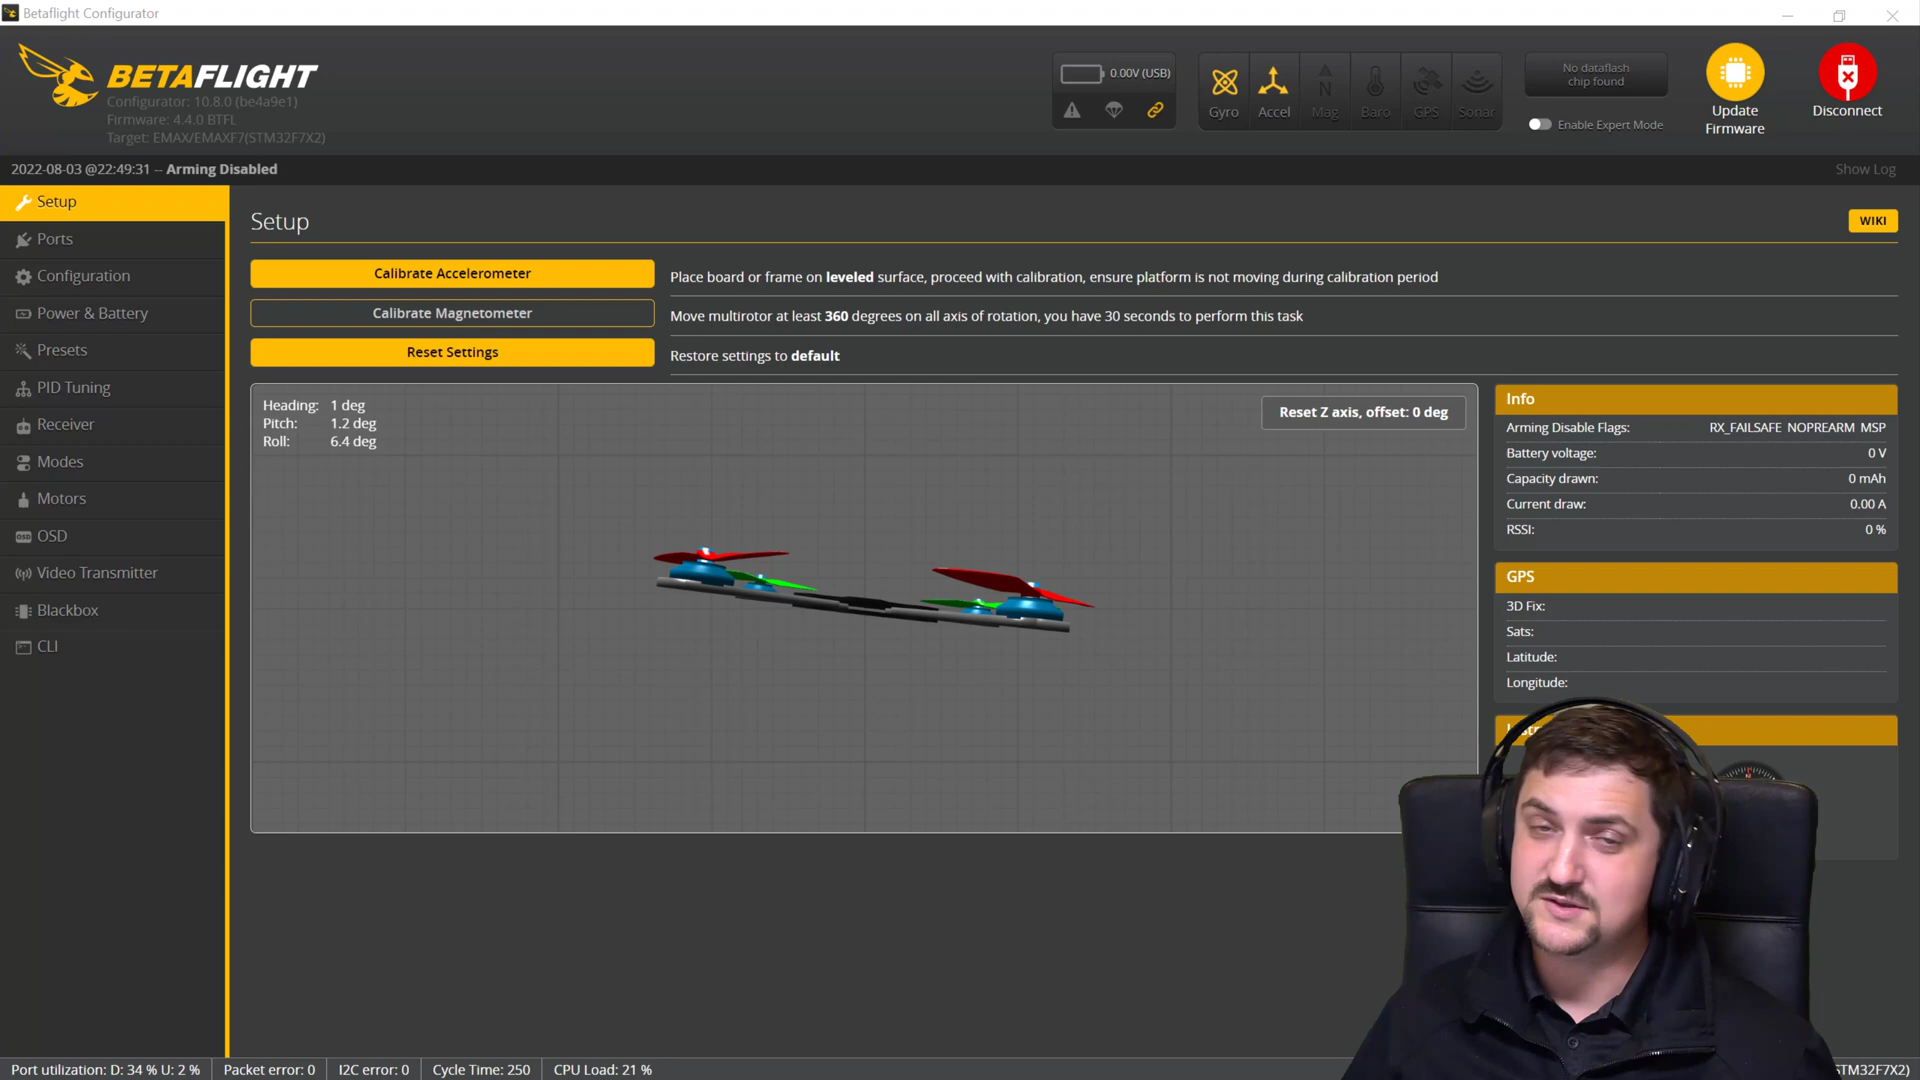 Betaflight Configurator
BETAFLIGHT
Configurator: 10.8.0 (be4a9e1)
Firmware: 4.4.0 BTFL
Target: EMAX/EMAXF7(STM32F7X2)
0.00V (USB)
Gyro
Accel
N
Mag
Baro
GPS
Sonar
No dataflash
chip found
Enable Expert Mode
Update
Firmware
Disconnect
2022-08-03 @22:49:31 -- Arming Disabled
Show Log
Setup
Ports
Configuration
Power & Battery
Presets
PID Tuning
Receiver
Modes
Motors
OSD
Video Transmitter
Blackbox
CLI
Setup
WIKI
Calibrate Accelerometer
Place board or frame on leveled surface, proceed with calibration, ensure platform is not moving during calibration period
Calibrate Magnetometer
Move multirotor at least 360 degrees on all axis of rotation, you have 30 seconds to perform this task
Reset Settings
Restore settings to default
Heading: 1 deg
Pitch: 1.2 deg
Roll: 6.4 deg
Reset Z axis, offset: 0 deg
Info
Arming Disable Flags: RX_FAILSAFE NOPREARM MSP
Battery voltage: 0 V
Capacity drawn: 0 mAh
Current draw: 0.00 A
RSSI: 0 %
GPS
3D Fix:
Sats:
Latitude:
Longitude:
Port utilization: D: 34 % U: 2 %
Packet error: 0
I2C error: 0
Cycle Time: 250
CPU Load: 21 %
STM32F7X2)